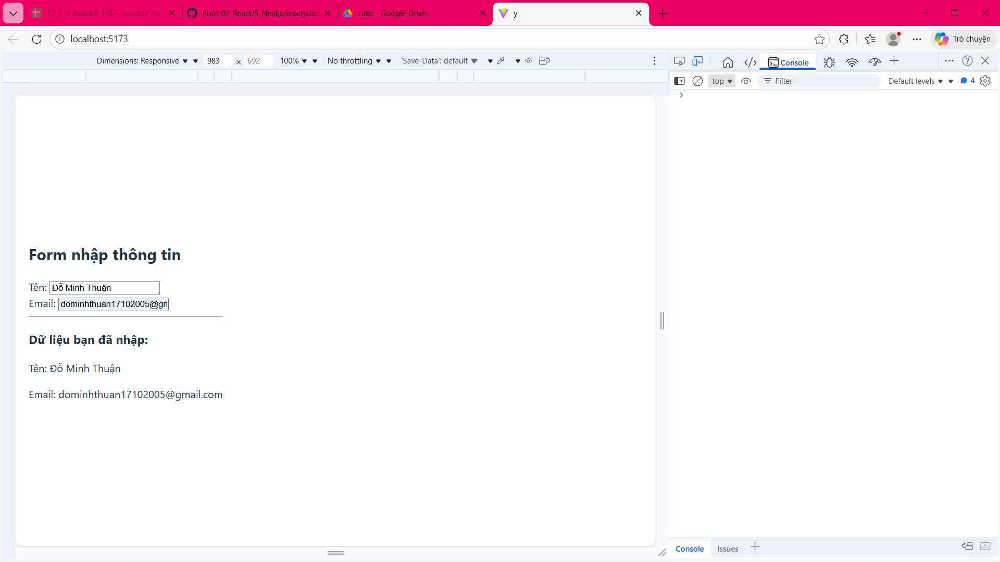 T7_7_9_ReactJS_H92 - Google Tran
Buoi_02_ReactJS_Nextjs/reactjs/src
Labs - Google Drive
y
localhost:5173
Trò chuyện
Dimensions: Responsive 983 × 692 100% No throttling 'Save-Data': default
Console
top Filter Default levels 4
Form nhập thông tin
Tên: Đỗ Minh Thuận
Email: dominhthuan17102005@gm
Dữ liệu bạn đã nhập:
Tên: Đỗ Minh Thuận
Email: dominhthuan17102005@gmail.com
Console Issues